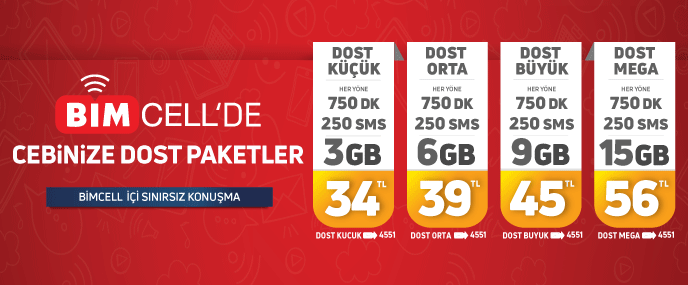 BIM CELL'DE
CEBiNiZE DOST PAKETLER
BİMCELL İÇİ SINIRSIZ KONUŞMA
DOST
KÜÇÜK
HER YÖNE
750 DK
250 SMS
3GB
34 TL
DOST KUCUK 4551
DOST
ORTA
HER YÖNE
750 DK
250 SMS
6GB
39 TL
DOST ORTA 4551
DOST
BÜYÜK
HER YÖNE
750 DK
250 SMS
9GB
45 TL
DOST BUYUK 4551
DOST
MEGA
HER YÖNE
750 DK
250 SMS
15GB
56 TL
DOST MEGA 4551